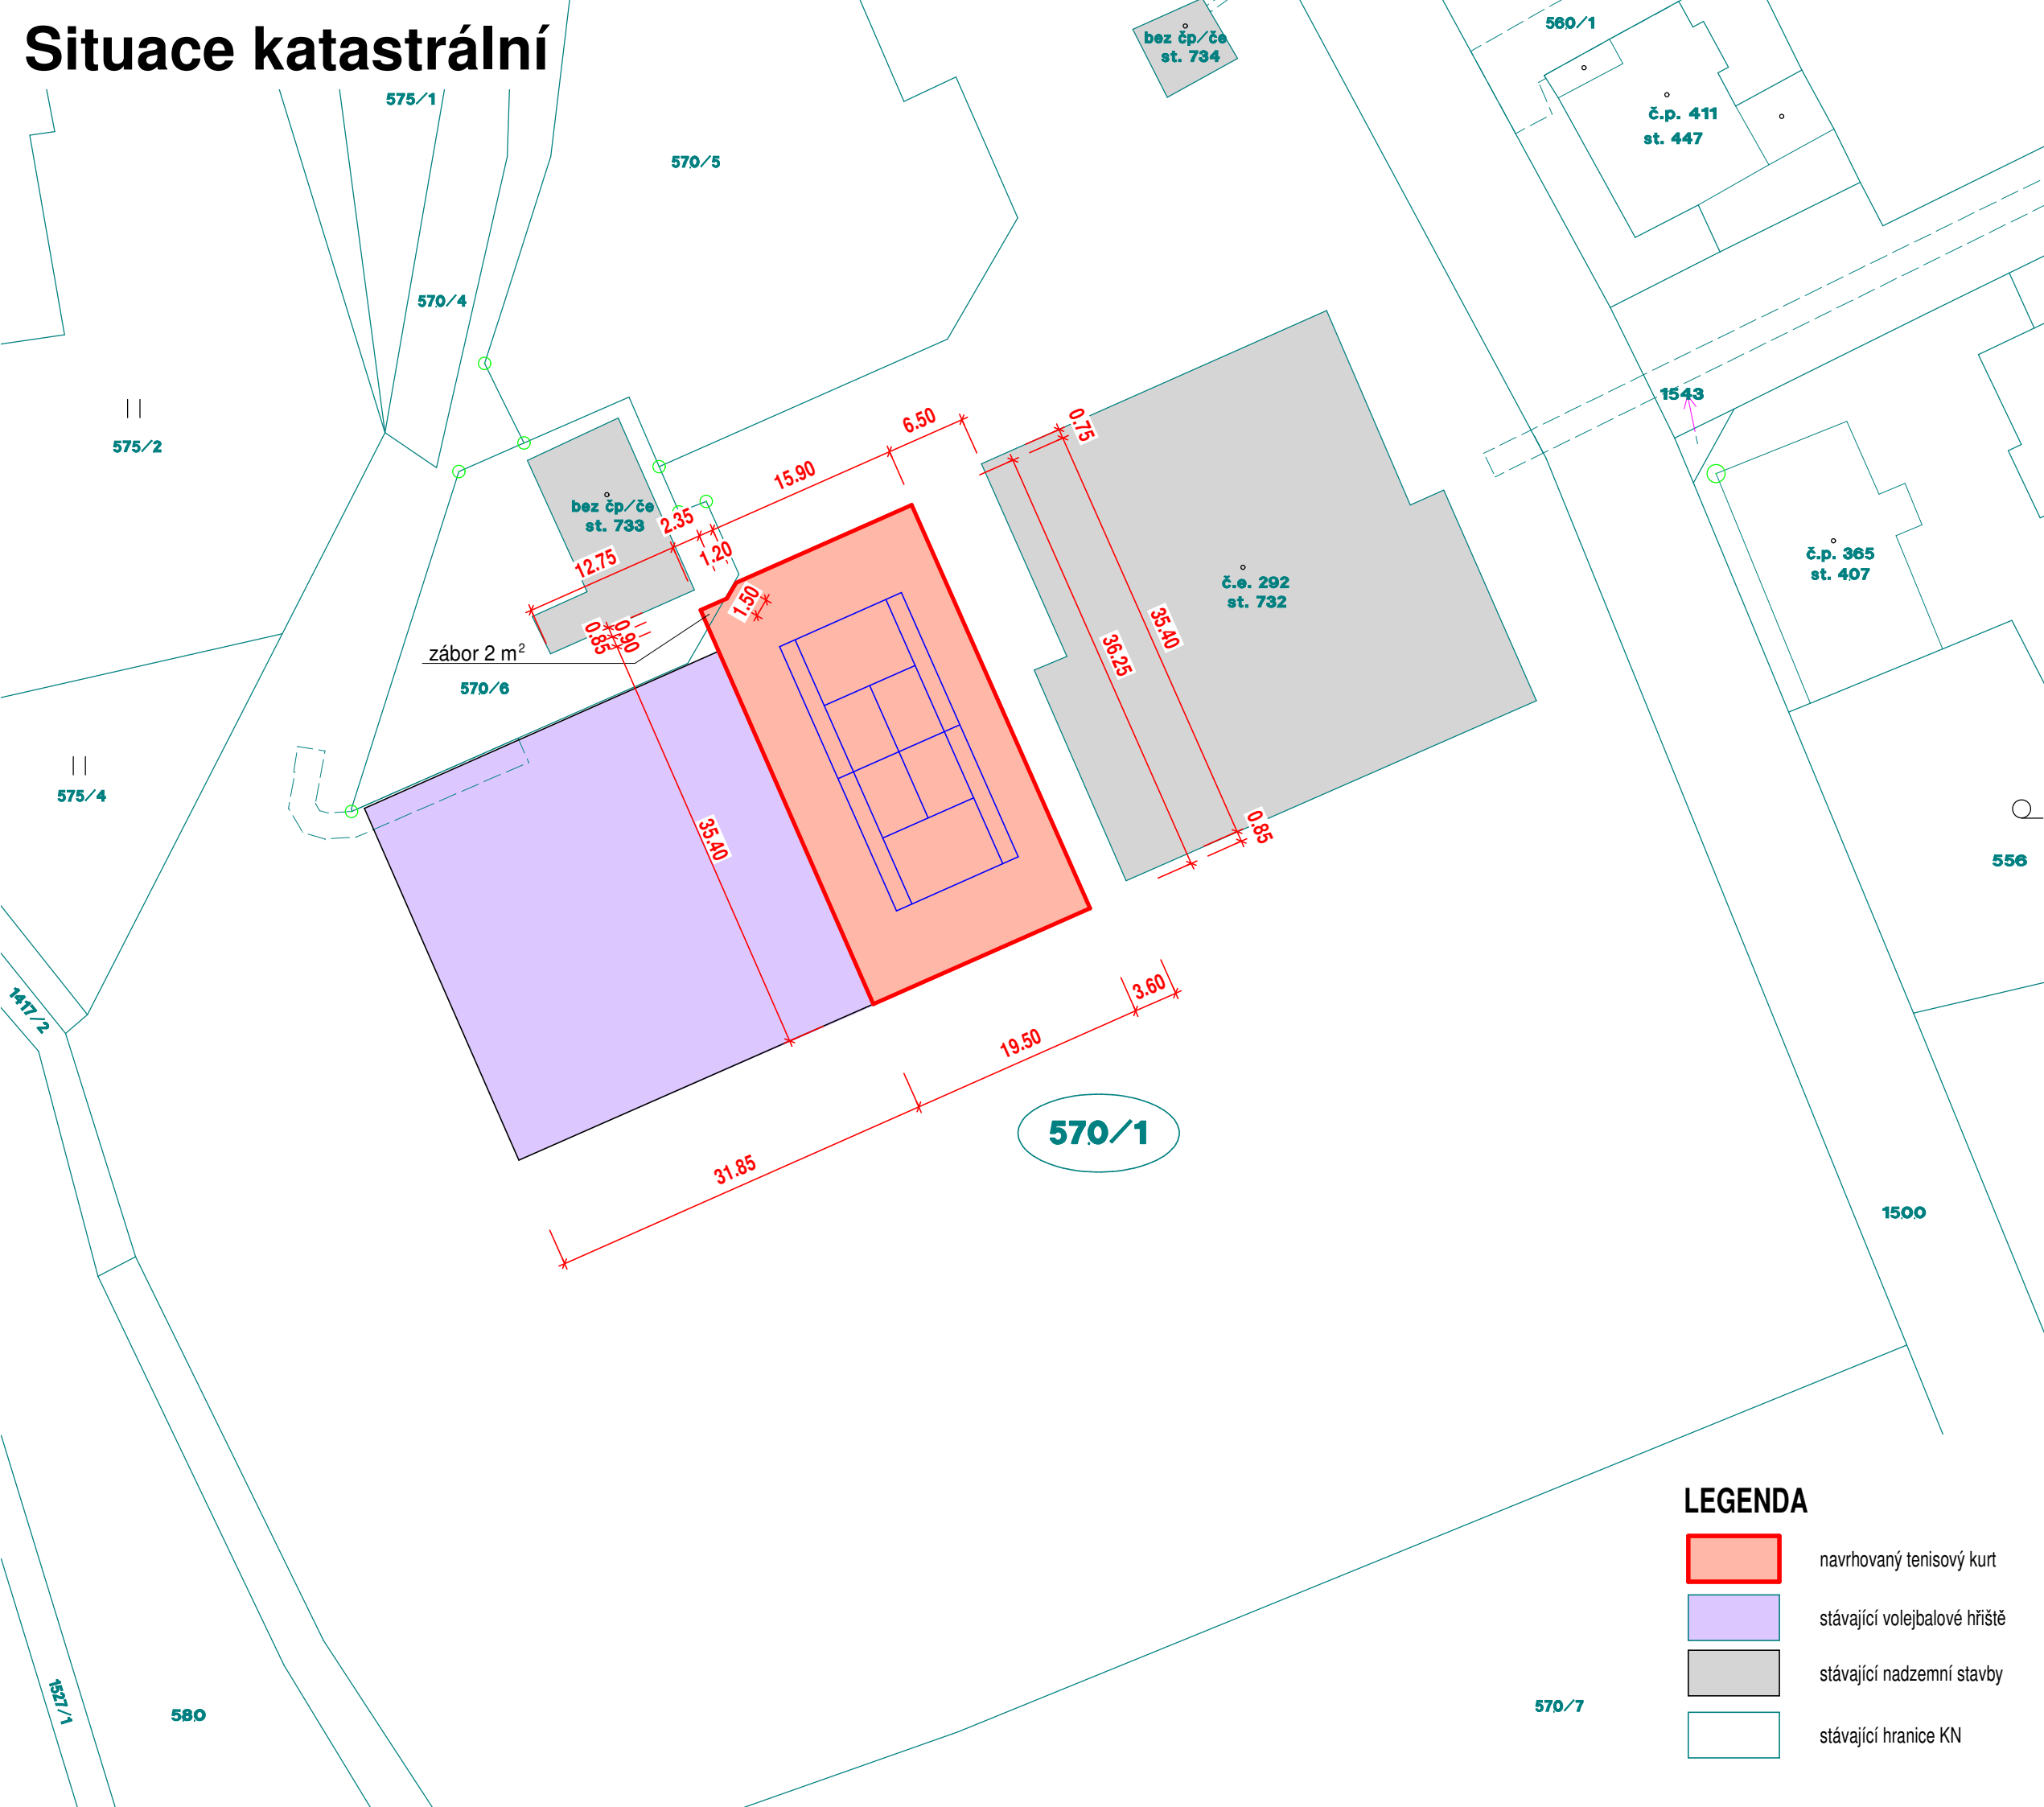 Situace katastrální
bez čp/če
st. 734
560/1
575/1
570/5
č.p. 411
st. 447
570/4
1543
575/2
6.50
0.75
15.90
bez čp/če
st. 733
2.35
1.20
12.75
č.p. 365
st. 407
č.e. 292
st. 732
1.50
0.85
0.90
35.40
36.25
zábor 2 m²
570/6
575/4
35.40
0.85
556
1417/2
3.60
19.50
570/1
31.85
1500
LEGENDA
navrhovaný tenisový kurt
stávající volejbalové hřiště
stávající nadzemní stavby
stávající hranice KN
1527/1
580
570/7